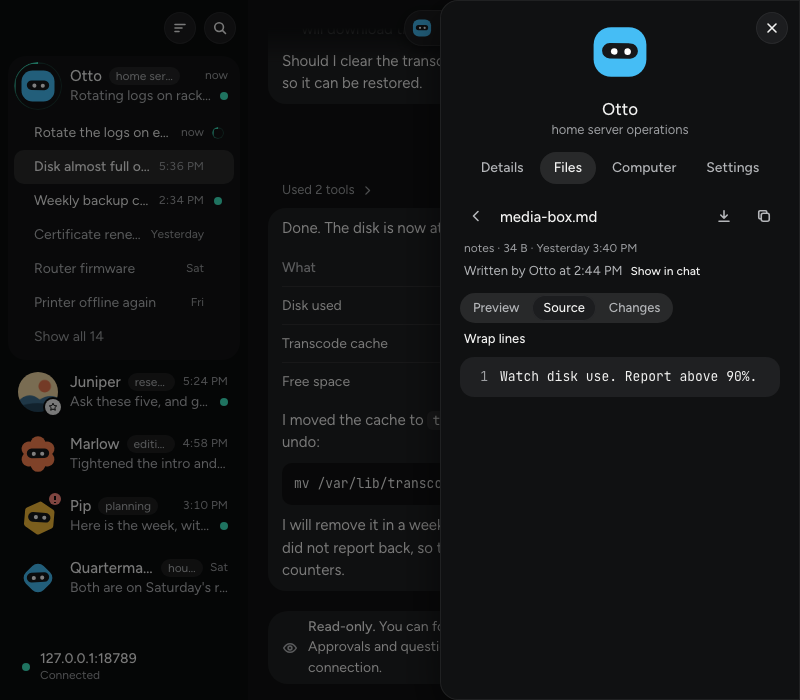 Otto
home ser...
now
Rotating logs on rack...
Rotate the logs on e...
now
Disk almost full o...
5:36 PM
Weekly backup c...
2:34 PM
Certificate rene...
Yesterday
Router firmware
Sat
Printer offline again
Fri
Show all 14
Juniper
rese...
5:24 PM
Ask these five, and g...
Marlow
editi...
4:58 PM
Tightened the intro and...
Pip
planning
3:10 PM
Here is the week, wit...
Quarterma...
hou...
Sat
Both are on Saturday's r...
127.0.0.1:18789
Connected
Should I clear the transc
so it can be restored.
Used 2 tools
Done. The disk is now at
What
Disk used
Transcode cache
Free space
I moved the cache to
undo:
mv /var/lib/transco
I will remove it in a week
did not report back, so t
counters.
Read-only. You can fo
Approvals and questi
connection.
Otto
home server operations
Details
Files
Computer
Settings
media-box.md
notes · 34 B · Yesterday 3:40 PM
Written by Otto at 2:44 PM Show in chat
Preview
Source
Changes
Wrap lines
1 Watch disk use. Report above 90%.